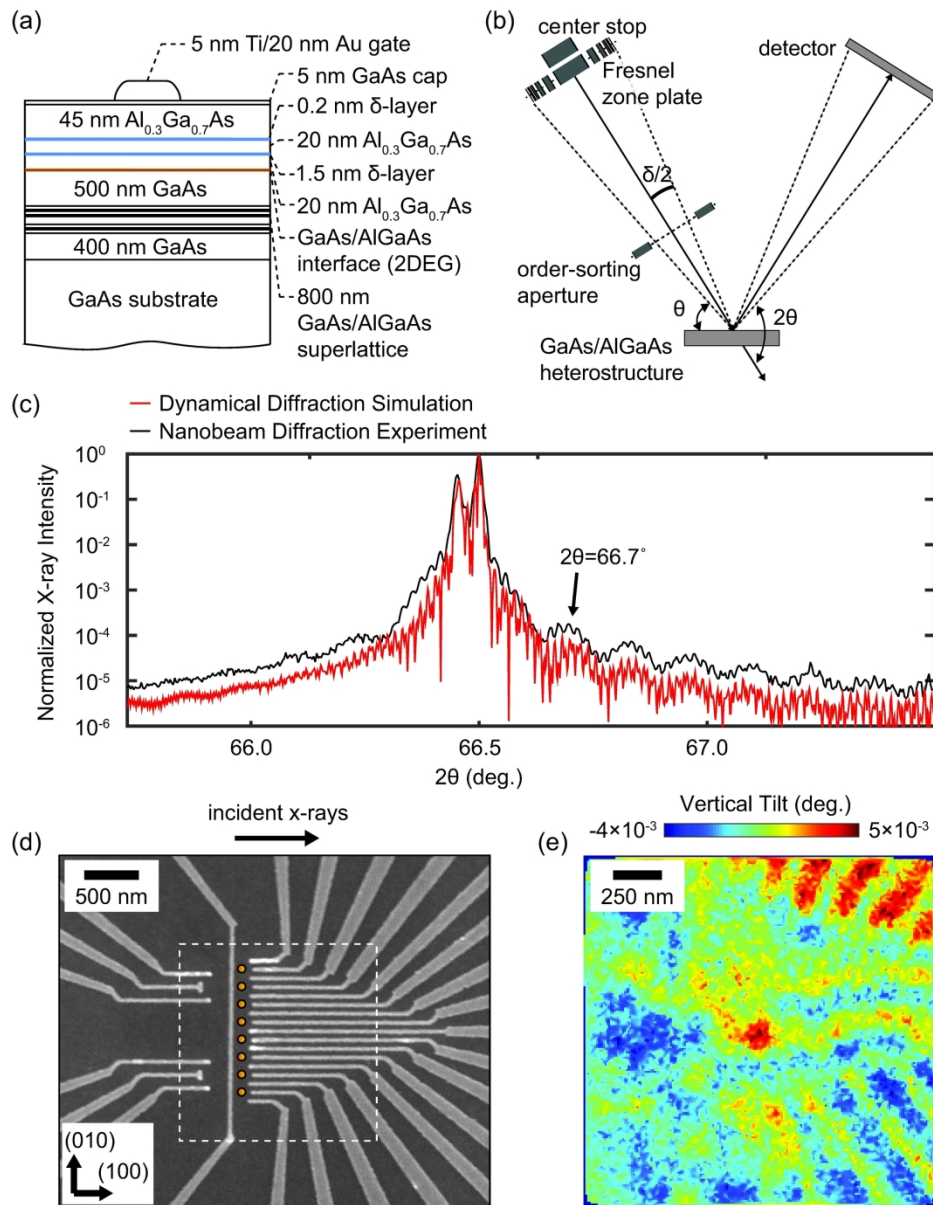 (a)
5 nm Ti/20 nm Au gate
5 nm GaAs cap
0.2 nm δ-layer
45 nm Al0.3Ga0.7As
20 nm Al0.3Ga0.7As
1.5 nm δ-layer
500 nm GaAs
20 nm Al0.3Ga0.7As
GaAs/AlGaAs
interface (2DEG)
400 nm GaAs
GaAs substrate
800 nm
GaAs/AlGaAs
superlattice
(b)
center stop
Fresnel
zone plate
detector
δ/2
order-sorting
aperture
θ
2θ
GaAs/AlGaAs
heterostructure
(c)
Dynamical Diffraction Simulation
Nanobeam Diffraction Experiment
Normalized X-ray Intensity
10^0
10^-1
10^-2
10^-3
10^-4
10^-5
10^-6
2θ=66.7°
66.0
66.5
67.0
2θ (deg.)
(d)
incident x-rays
500 nm
(010)
(100)
(e)
Vertical Tilt (deg.)
-4×10^-3
5×10^-3
250 nm